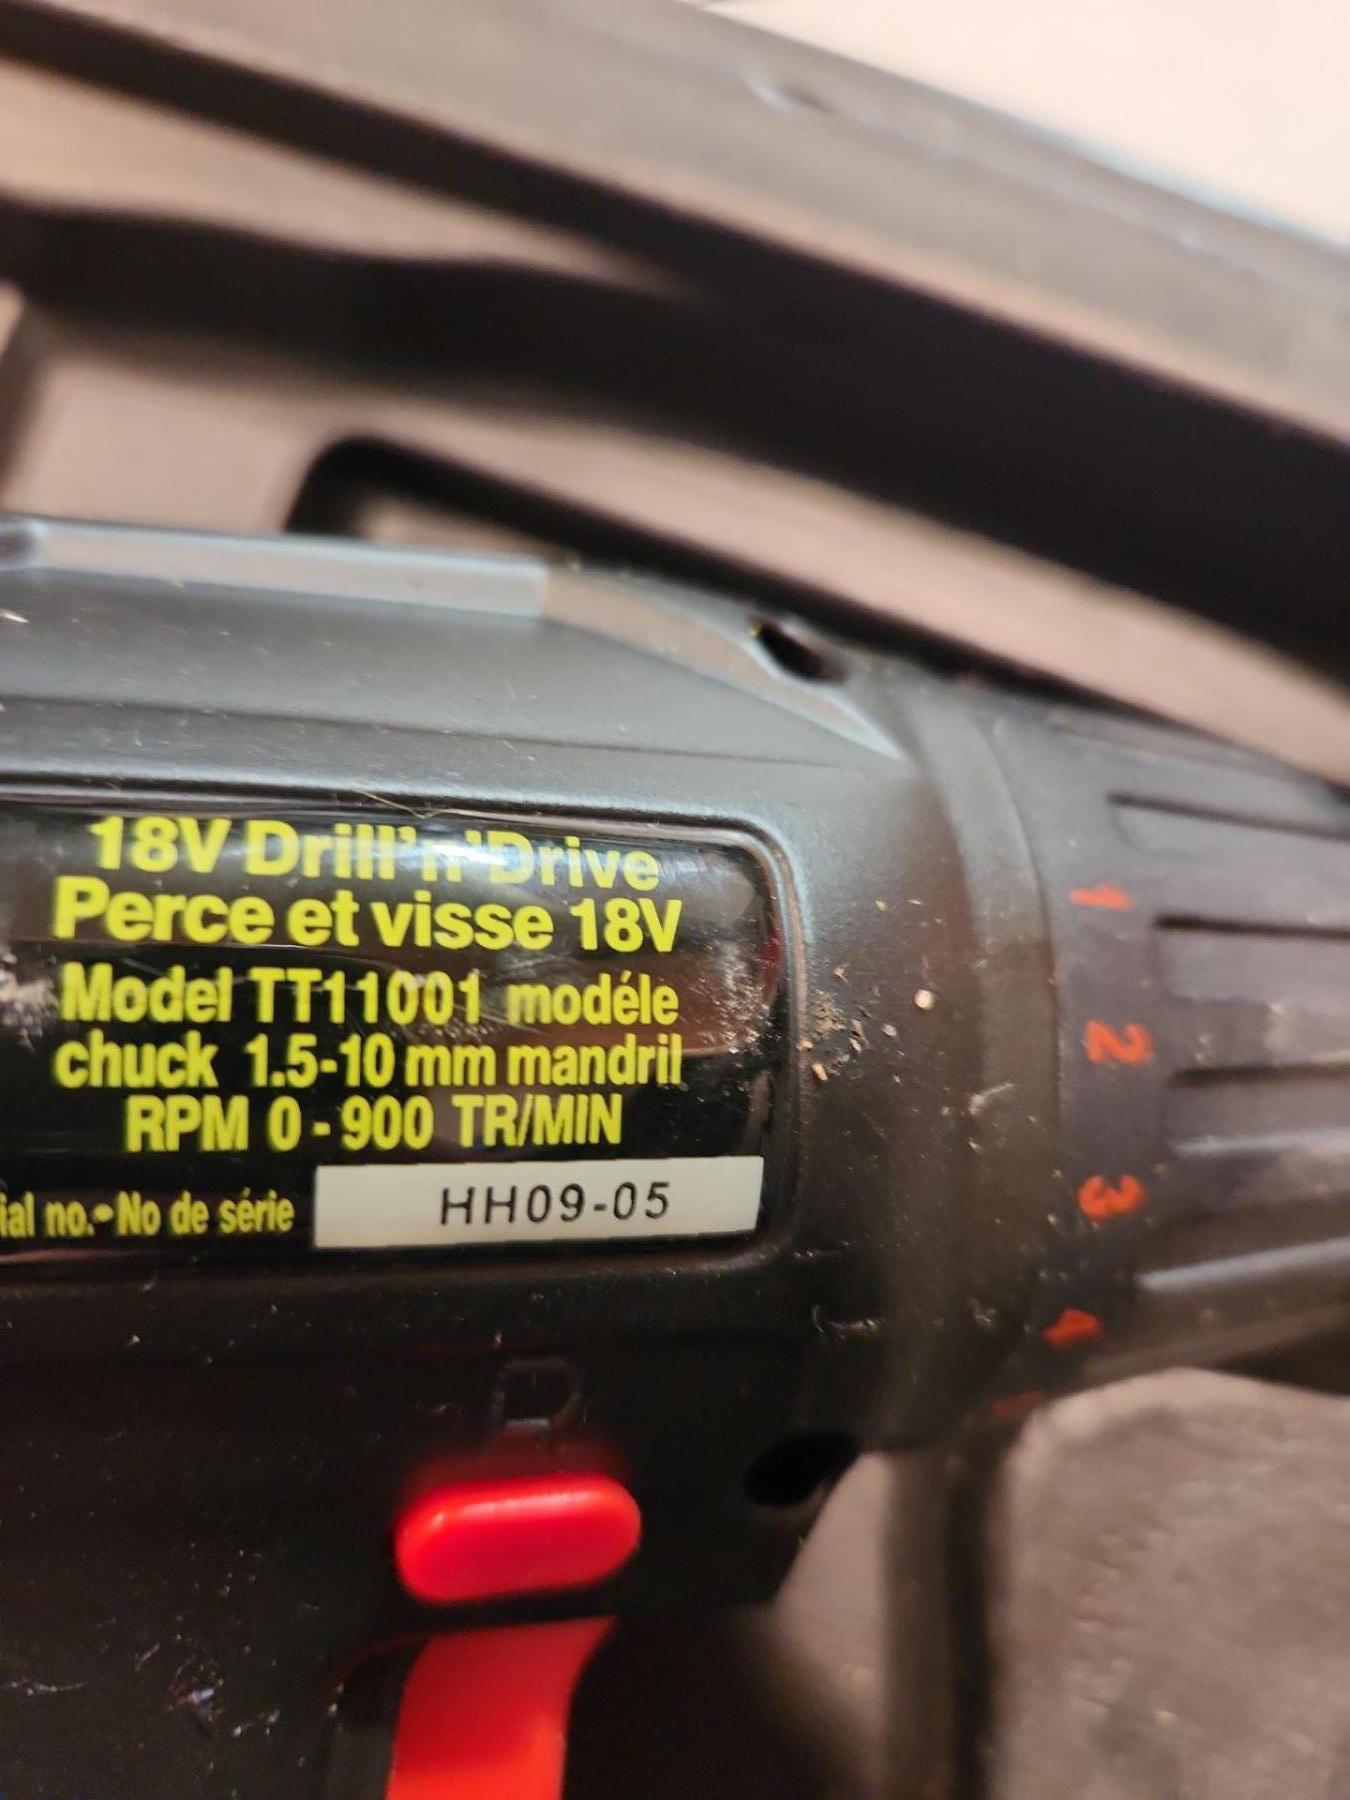 18V Drill'n'Drive
Perce et visse 18V
Model TT11001 modéle
chuck 1.5-10 mm mandril
RPM 0 - 900 TR/MIN
ial no.•No de série HH09-05
1
2
3
4